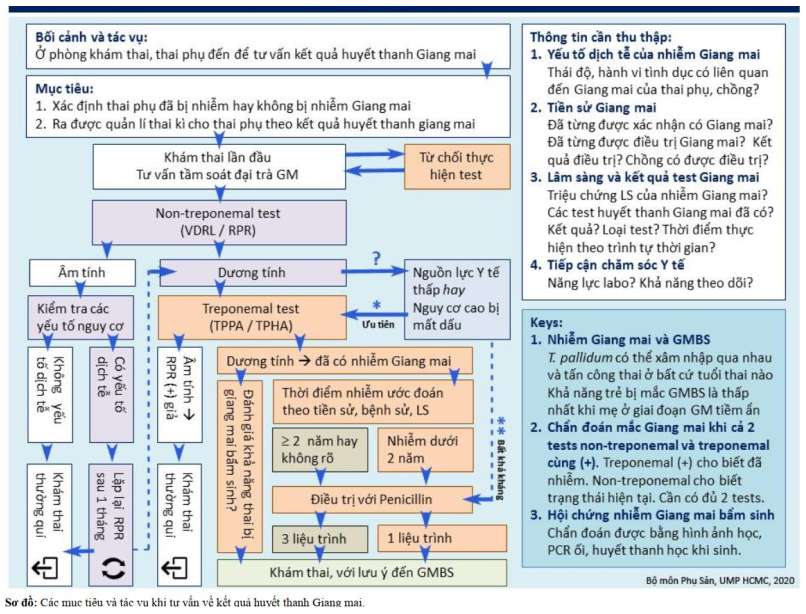 Bối cảnh và tác vụ:
Ở phòng khám thai, thai phụ đến để tư vấn kết quả huyết thanh Giang mai
Mục tiêu:
1. Xác định thai phụ đã bị nhiễm hay không bị nhiễm Giang mai
2. Ra được quản lí thai kì cho thai phụ theo kết quả huyết thanh giang mai
Khám thai lần đầu
Tư vấn tầm soát đại trà GM
Từ chối thực
hiện test
Non-treponemal test
(VDRL / RPR)
Âm tính
Dương tính
?
Nguồn lực Y tế
thấp hay
Nguy cơ cao bị
mất dấu
Kiểm tra các
yếu tố nguy cơ
Treponemal test
(TPPA / TPHA)
*
Ưu tiên
Không yếu
tố dịch tễ
Có yếu tố
dịch tễ
Âm tính →
RPR (+) giả
Dương tính → đã có nhiễm Giang mai
Đánh giá khả năng thai bị
giang mai bẩm sinh?
Thời điểm nhiễm ước đoán
theo tiền sử, bệnh sử, LS
≥ 2 năm hay
không rõ
Nhiễm dưới
2 năm
** Bất khả kháng
Khám thai
thường qui
Lặp lại RPR
sau 1 tháng
Khám thai
thường qui
Điều trị với Penicillin
3 liệu trình
1 liệu trình
Khám thai, với lưu ý đến GMBS
Thông tin cần thu thập:
1. Yếu tố dịch tễ của nhiễm Giang mai
Thái độ, hành vi tình dục có liên quan
đến Giang mai của thai phụ, chồng?
2. Tiền sử Giang mai
Đã từng được xác nhận có Giang mai?
Đã từng được điều trị Giang mai? Kết
quả điều trị? Chồng có được điều trị?
3. Lâm sàng và kết quả test Giang mai
Triệu chứng LS của nhiễm Giang mai?
Các test huyết thanh Giang mai đã có?
Kết quả? Loại test? Thời điểm thực
hiện theo trình tự thời gian?
4. Tiếp cận chăm sóc Y tế
Năng lực labo? Khả năng theo dõi?
Keys:
1. Nhiễm Giang mai và GMBS
T. pallidum có thể xâm nhập qua nhau
và tấn công thai ở bất cứ tuổi thai nào
Khả năng trẻ bị mắc GMBS là thấp
nhất khi mẹ ở giai đoạn GM tiềm ẩn
2. Chẩn đoán mắc Giang mai khi cả 2
tests non-treponemal và treponemal
cùng (+). Treponemal (+) cho biết đã
nhiễm. Non-treponemal cho biết
trạng thái hiện tại. Cần có đủ 2 tests.
3. Hội chứng nhiễm Giang mai bẩm sinh
Chẩn đoán được bằng hình ảnh học,
PCR ối, huyết thanh học khi sinh.
Bộ môn Phụ Sản, UMP HCMC, 2020
Sơ đồ: Các mục tiêu và tác vụ khi tư vấn về kết quả huyết thanh Giang mai.